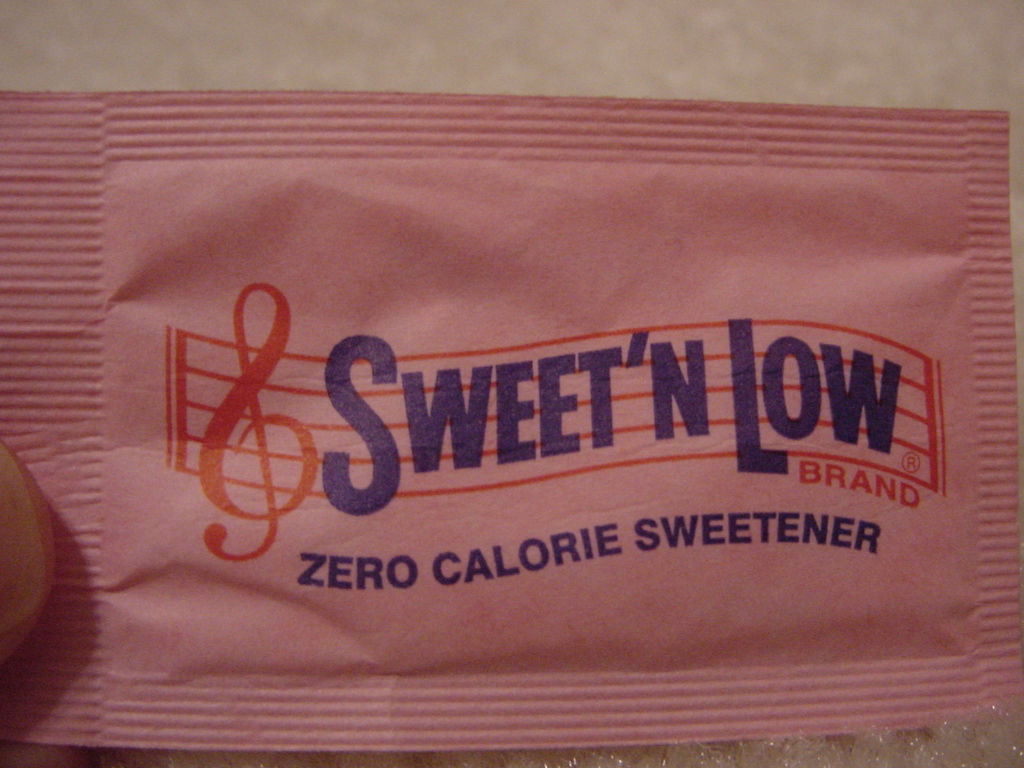 SWEET'N LOW®
BRAND
ZERO CALORIE SWEETENER